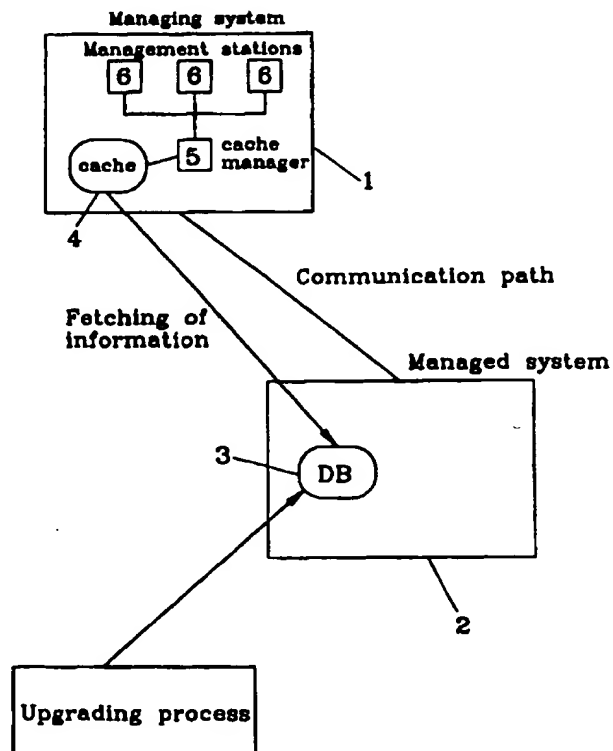 Managing system
Management stations
6 6 6
cache
5
cache
manager
1
4
Communication path
Fetching of
information
Managed system
3
DB
2
Upgrading process